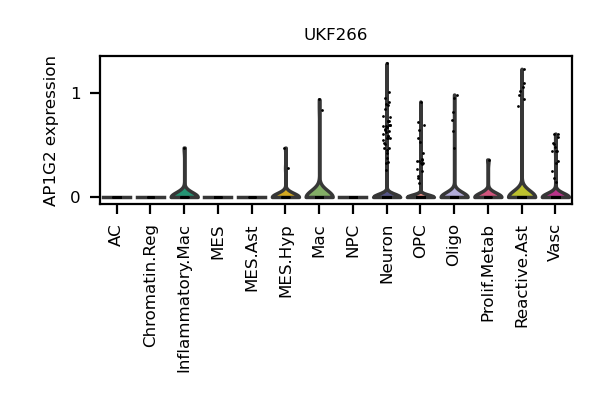 UKF266
AP1G2 expression
1
0
AC
Chromatin.Reg
Inflammatory.Mac
MES
MES.Ast
MES.Hyp
Mac
NPC
Neuron
OPC
Oligo
Prolif.Metab
Reactive.Ast
Vasc